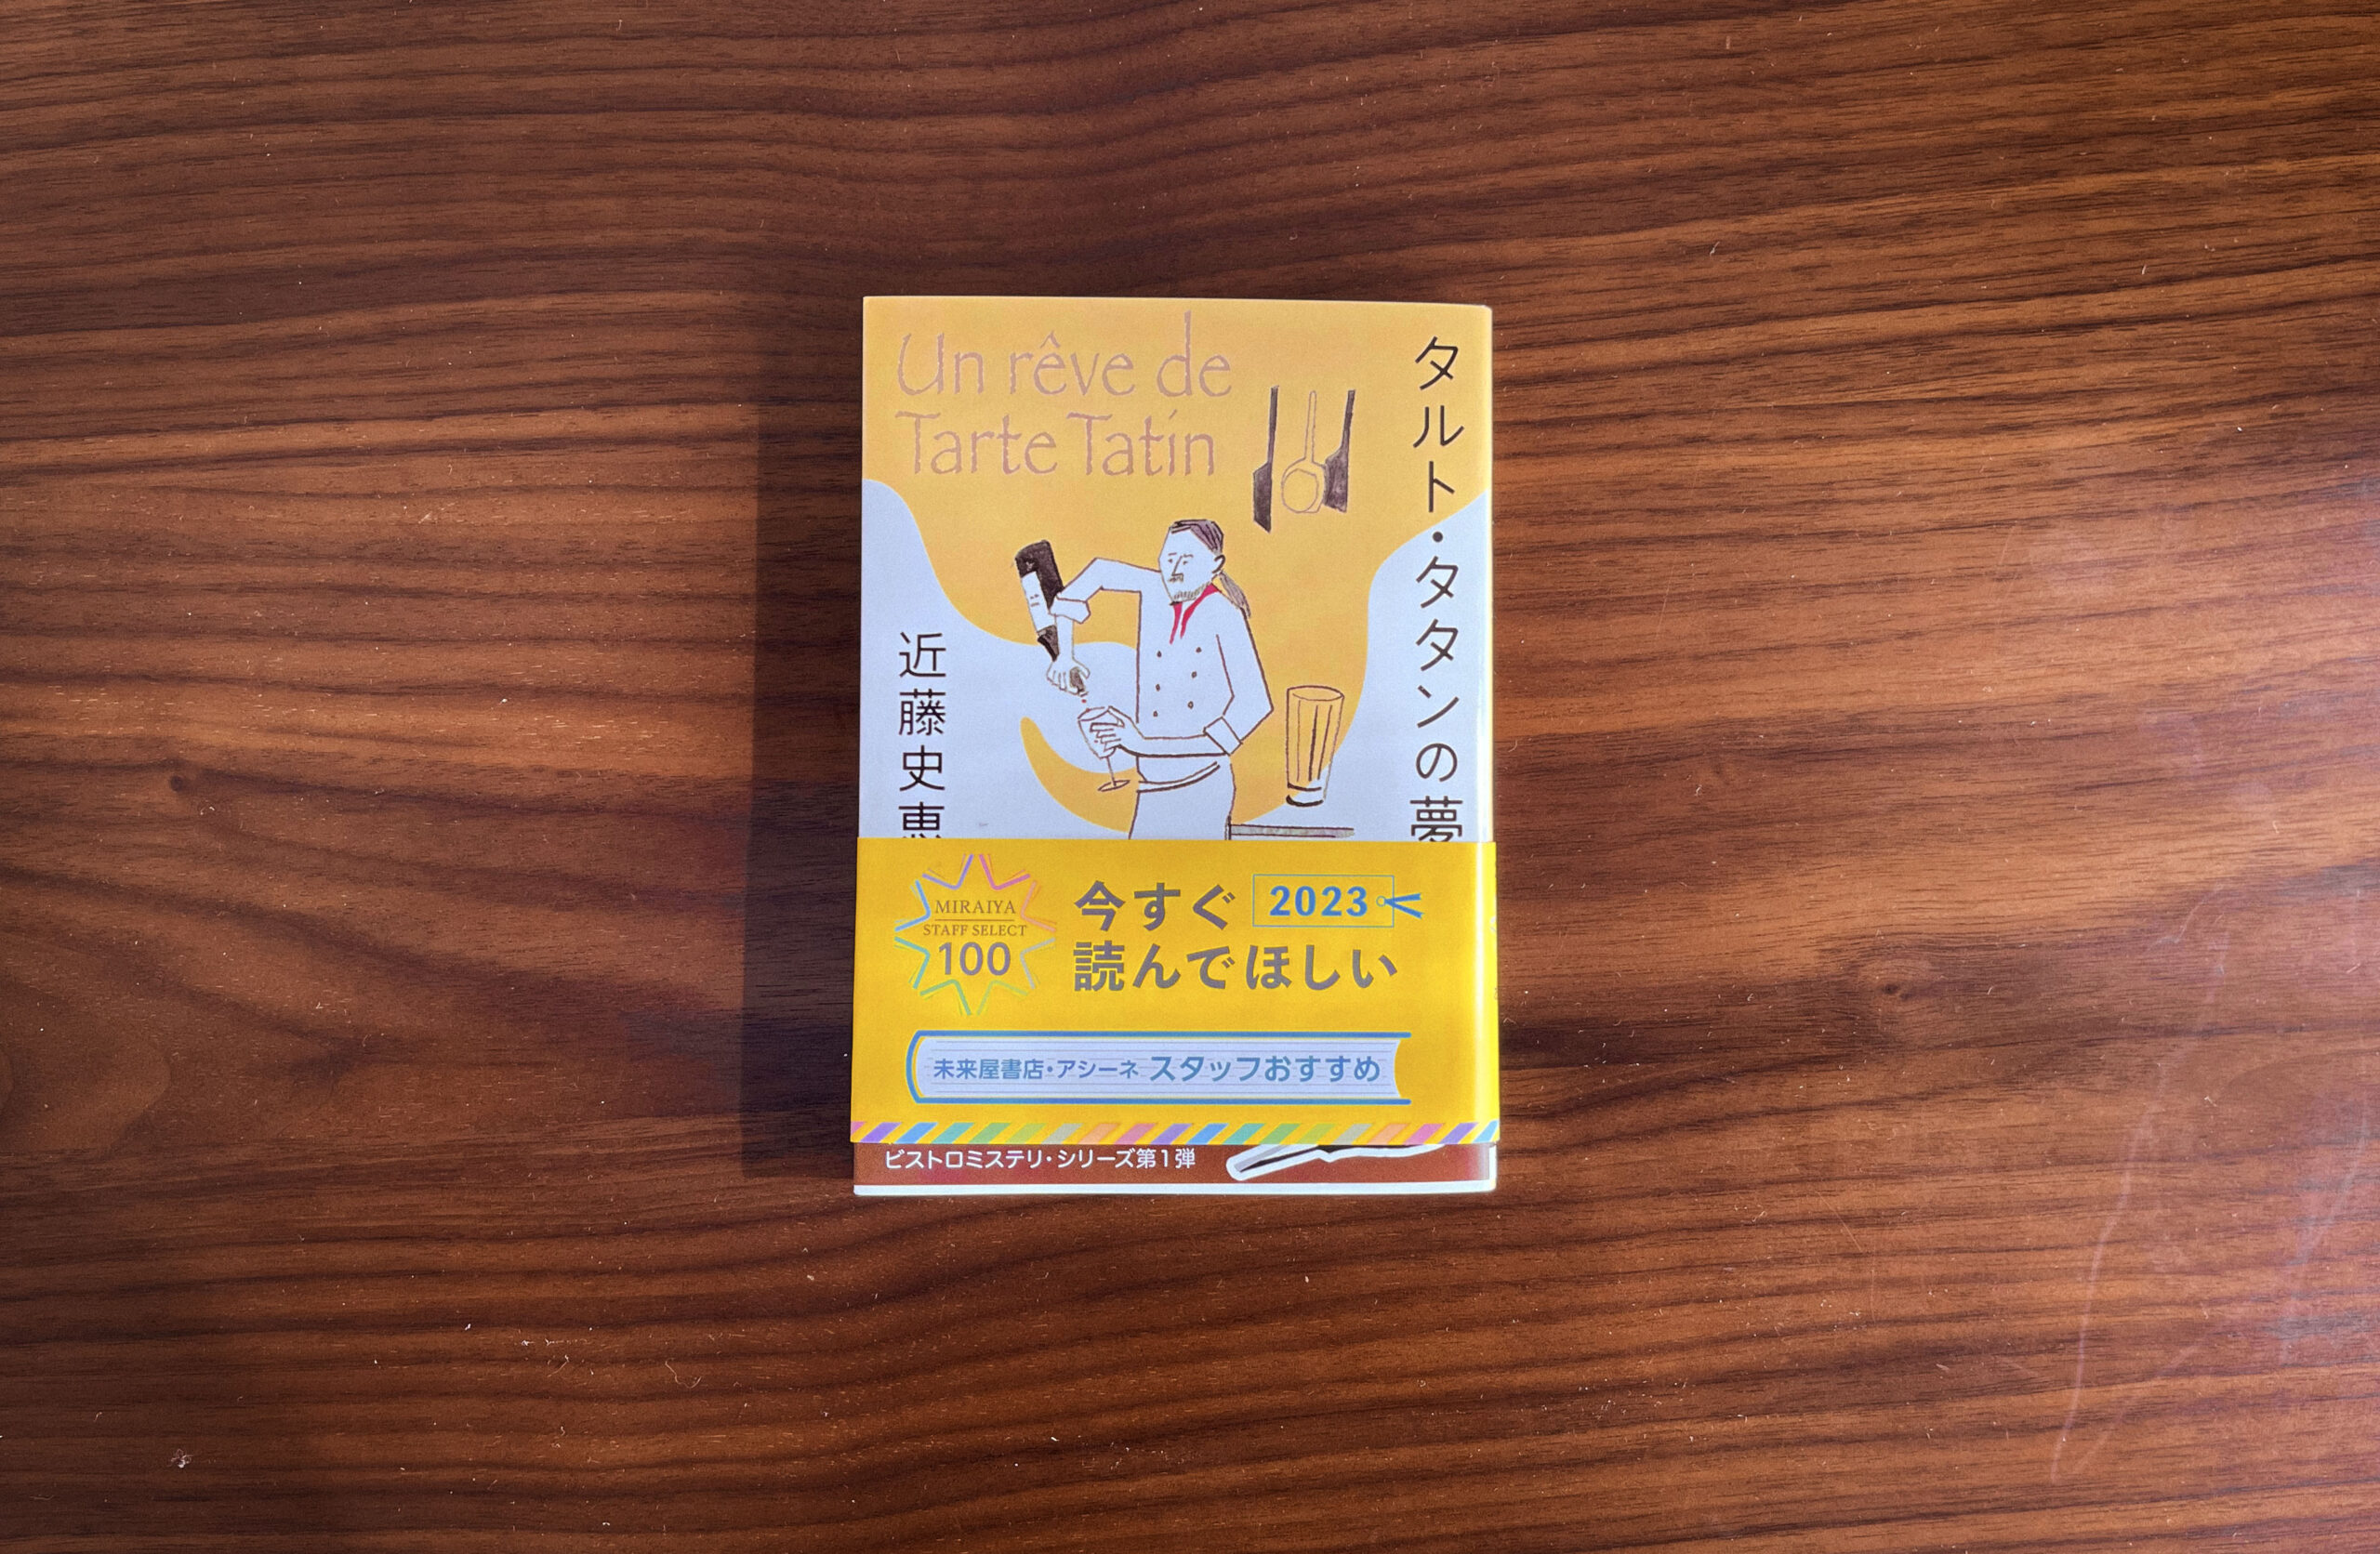 Un rêve de
Tarte Tatin
タルト・タタンの夢
近藤史恵
MIRAIYA
STAFF SELECT
100
今すぐ
2023
読んでほしい
未来屋書店・アシーネ スタッフおすすめ
ビストロミステリ・シリーズ第1弾